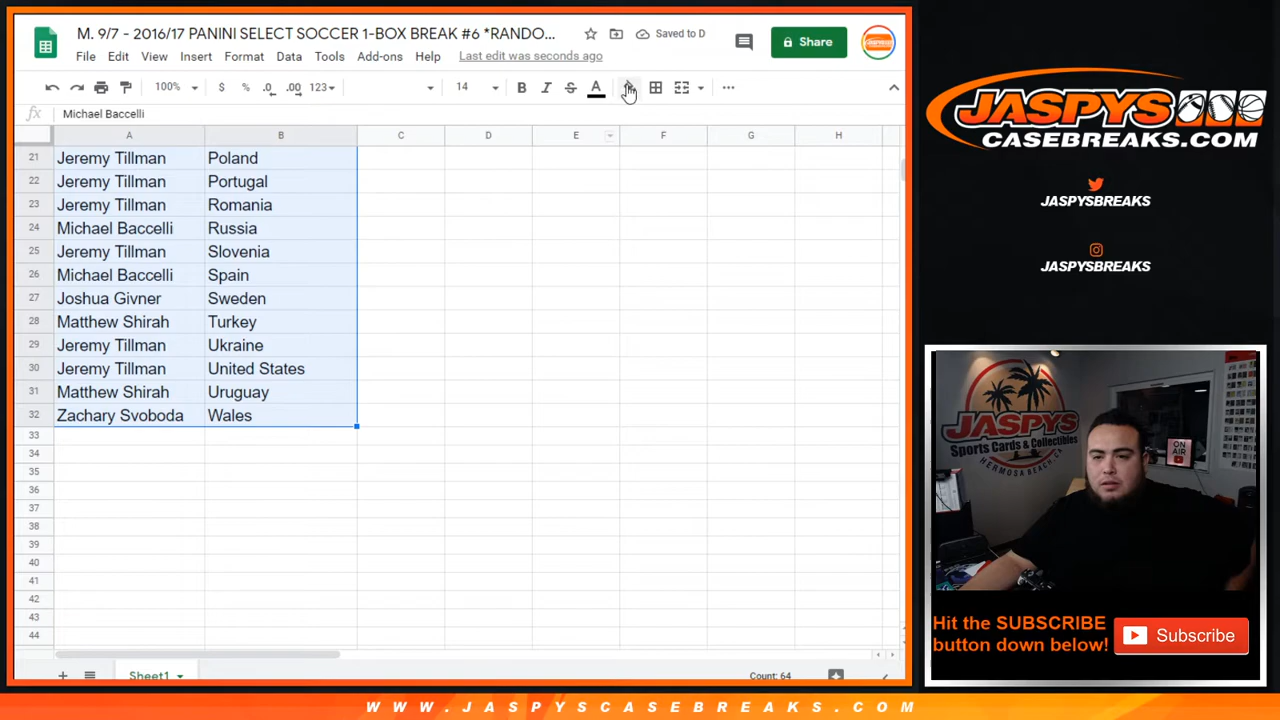 M. 9/7 - 2016/17 PANINI SELECT SOCCER 1-BOX BREAK #6 *RANDO...
Saved to D
Share
File Edit View Insert Format Data Tools Add-ons Help Last edit was seconds ago
100% $ % .0 .00 123 14 B I S A
fx Michael Baccelli
A B C D E F G H
21 Jeremy Tillman Poland
22 Jeremy Tillman Portugal
23 Jeremy Tillman Romania
24 Michael Baccelli Russia
25 Jeremy Tillman Slovenia
26 Michael Baccelli Spain
27 Joshua Givner Sweden
28 Matthew Shirah Turkey
29 Jeremy Tillman Ukraine
30 Jeremy Tillman United States
31 Matthew Shirah Uruguay
32 Zachary Svoboda Wales
33
34
35
36
37
38
39
40
41
42
43
44
Sheet1 Count: 64
JASPYS
CASEBREAKS.COM
JASPYSBREAKS
JASPYSBREAKS
JASPYS
Sports Cards & Collectibles
HERMOSA BEACH, CA
ON AIR
Hit the SUBSCRIBE
button down below!
Subscribe
WWW.JASPYSCASEBREAKS.COM